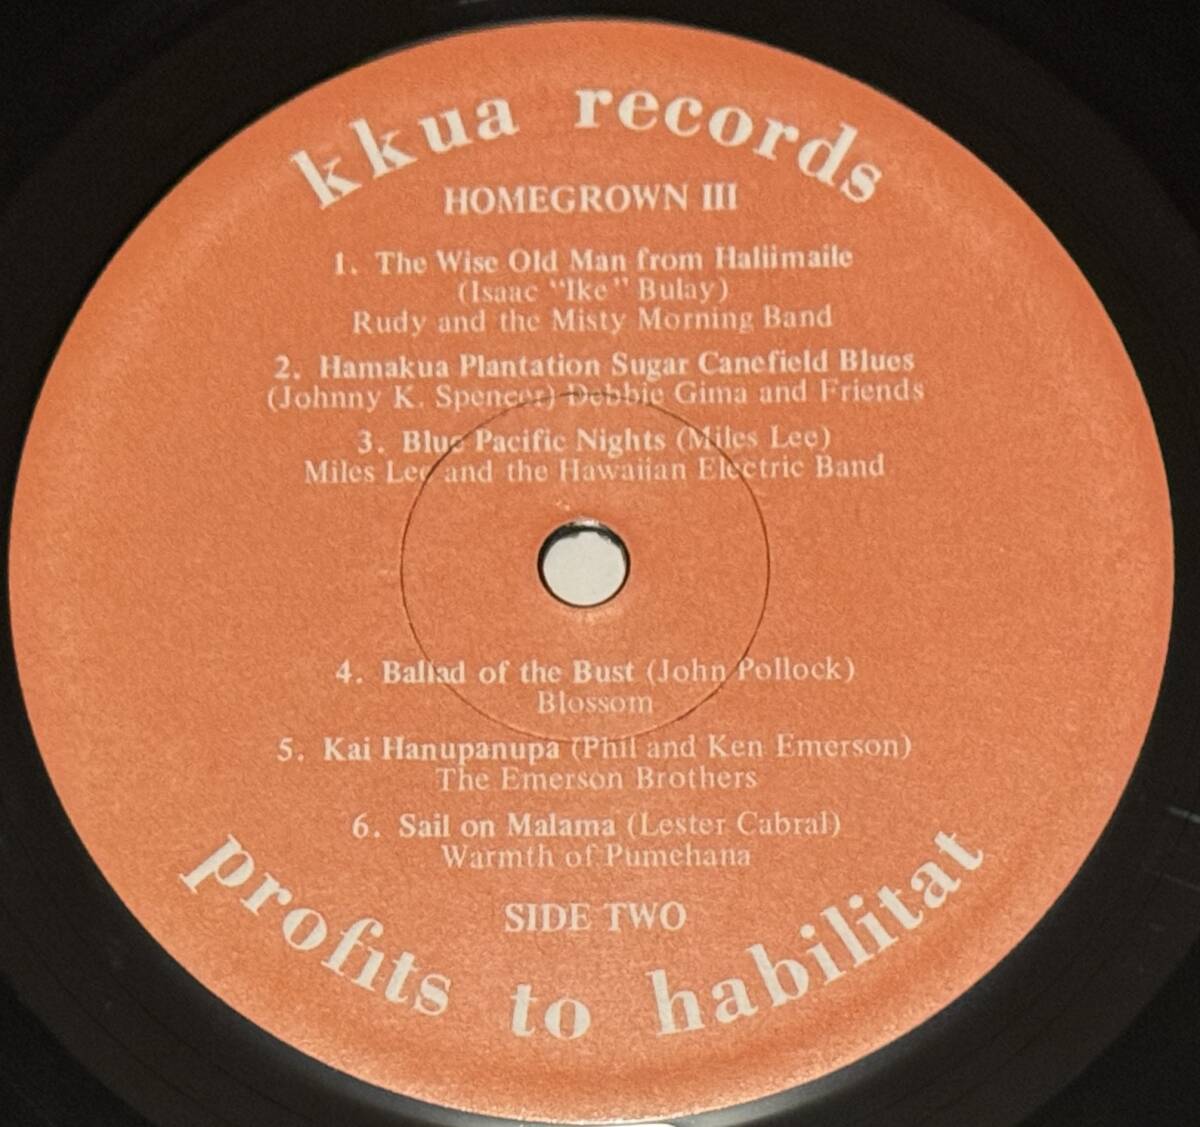 kkua records
HOMEGROWN III
1. The Wise Old Man from Haliimaile
(Isaac "Ike" Bulay)
Rudy and the Misty Morning Band
2. Hamakua Plantation Sugar Canefield Blues
(Johnny K. Spencer) Debbie Gima and Friends
3. Blue Pacific Nights (Miles Lee)
Miles Lee and the Hawaiian Electric Band
4. Ballad of the Bust (John Pollock)
Blossom
5. Kai Hanupanupa (Phil and Ken Emerson)
The Emerson Brothers
6. Sail on Malama (Lester Cabral)
Warmth of Pumehana
SIDE TWO
profits to habilitat